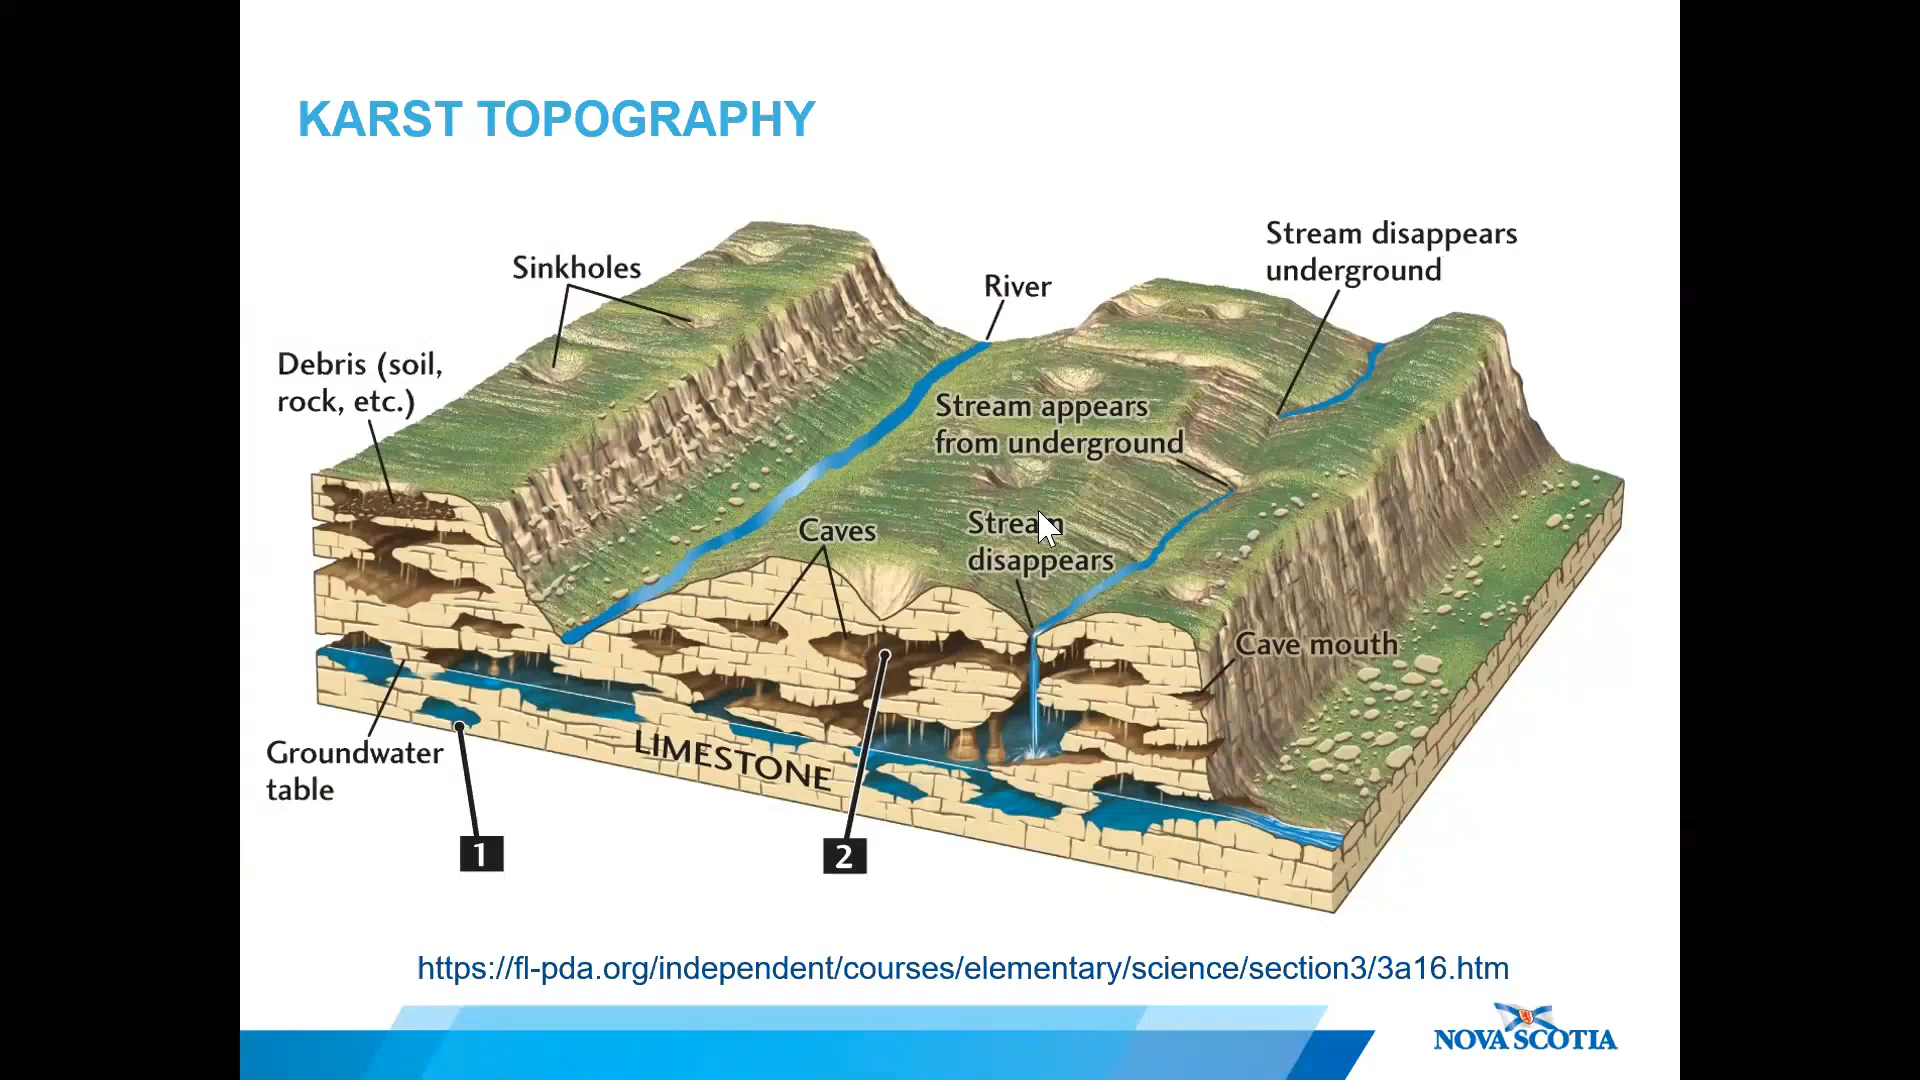 KARST TOPOGRAPHY
Stream disappears
underground
Sinkholes
River
Debris (soil,
rock, etc.)
Stream appears
from underground
Caves
Stream
disappears
Cave mouth
Groundwater
table
LIMESTONE
1
2
https://fl-pda.org/independent/courses/elementary/science/section3/3a16.htm
NOVA SCOTIA